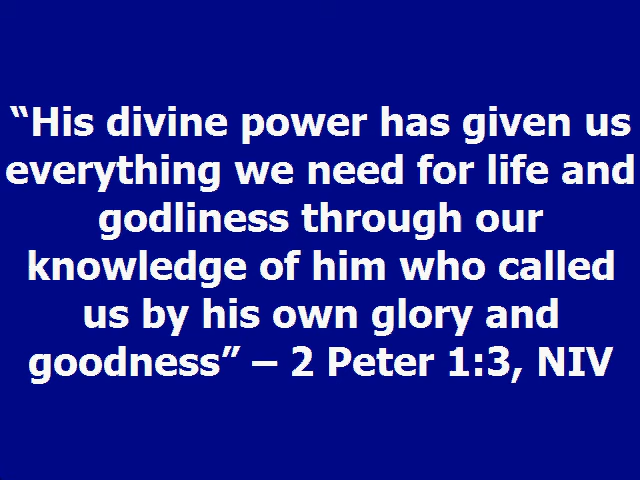 “His divine power has given us
everything we need for life and
godliness through our
knowledge of him who called
us by his own glory and
goodness” – 2 Peter 1:3, NIV